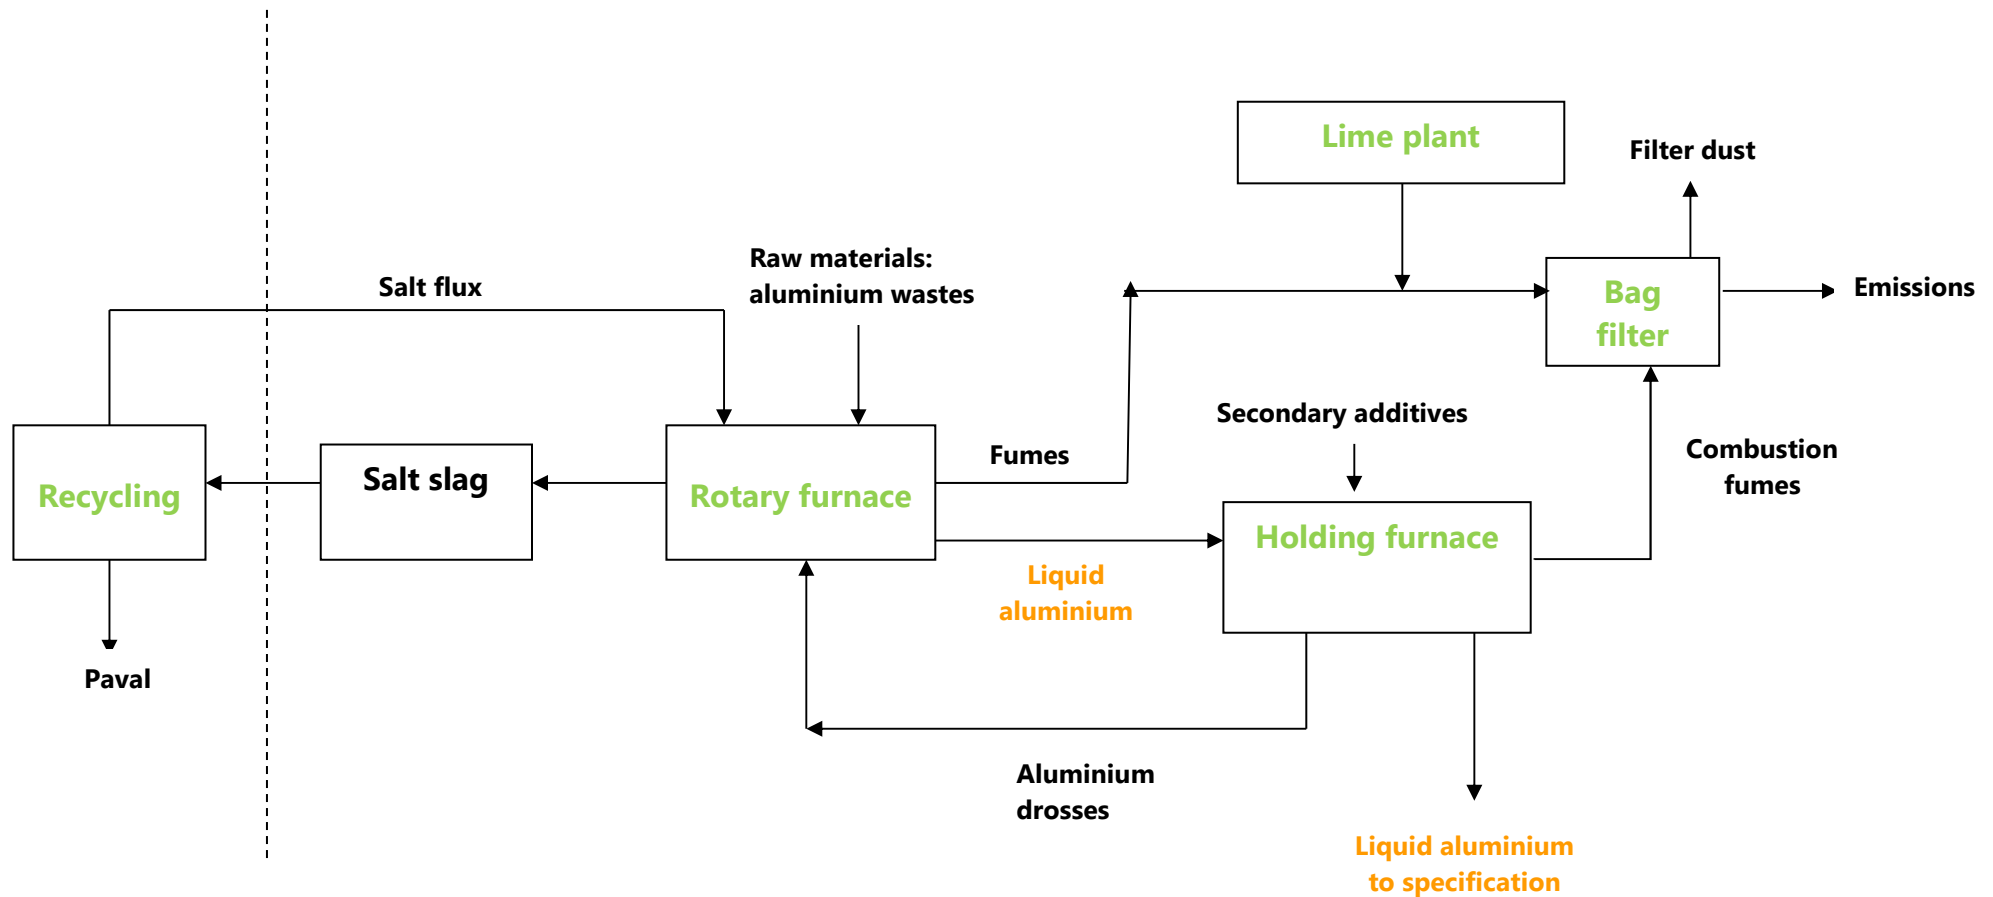 Lime plant
Filter dust
Raw materials:
aluminium wastes
Salt flux
Bag
filter
Emissions
Secondary additives
Fumes
Combustion
fumes
Recycling
Salt slag
Rotary furnace
Holding furnace
Liquid
aluminium
Paval
Aluminium
drosses
Liquid aluminium
to specification